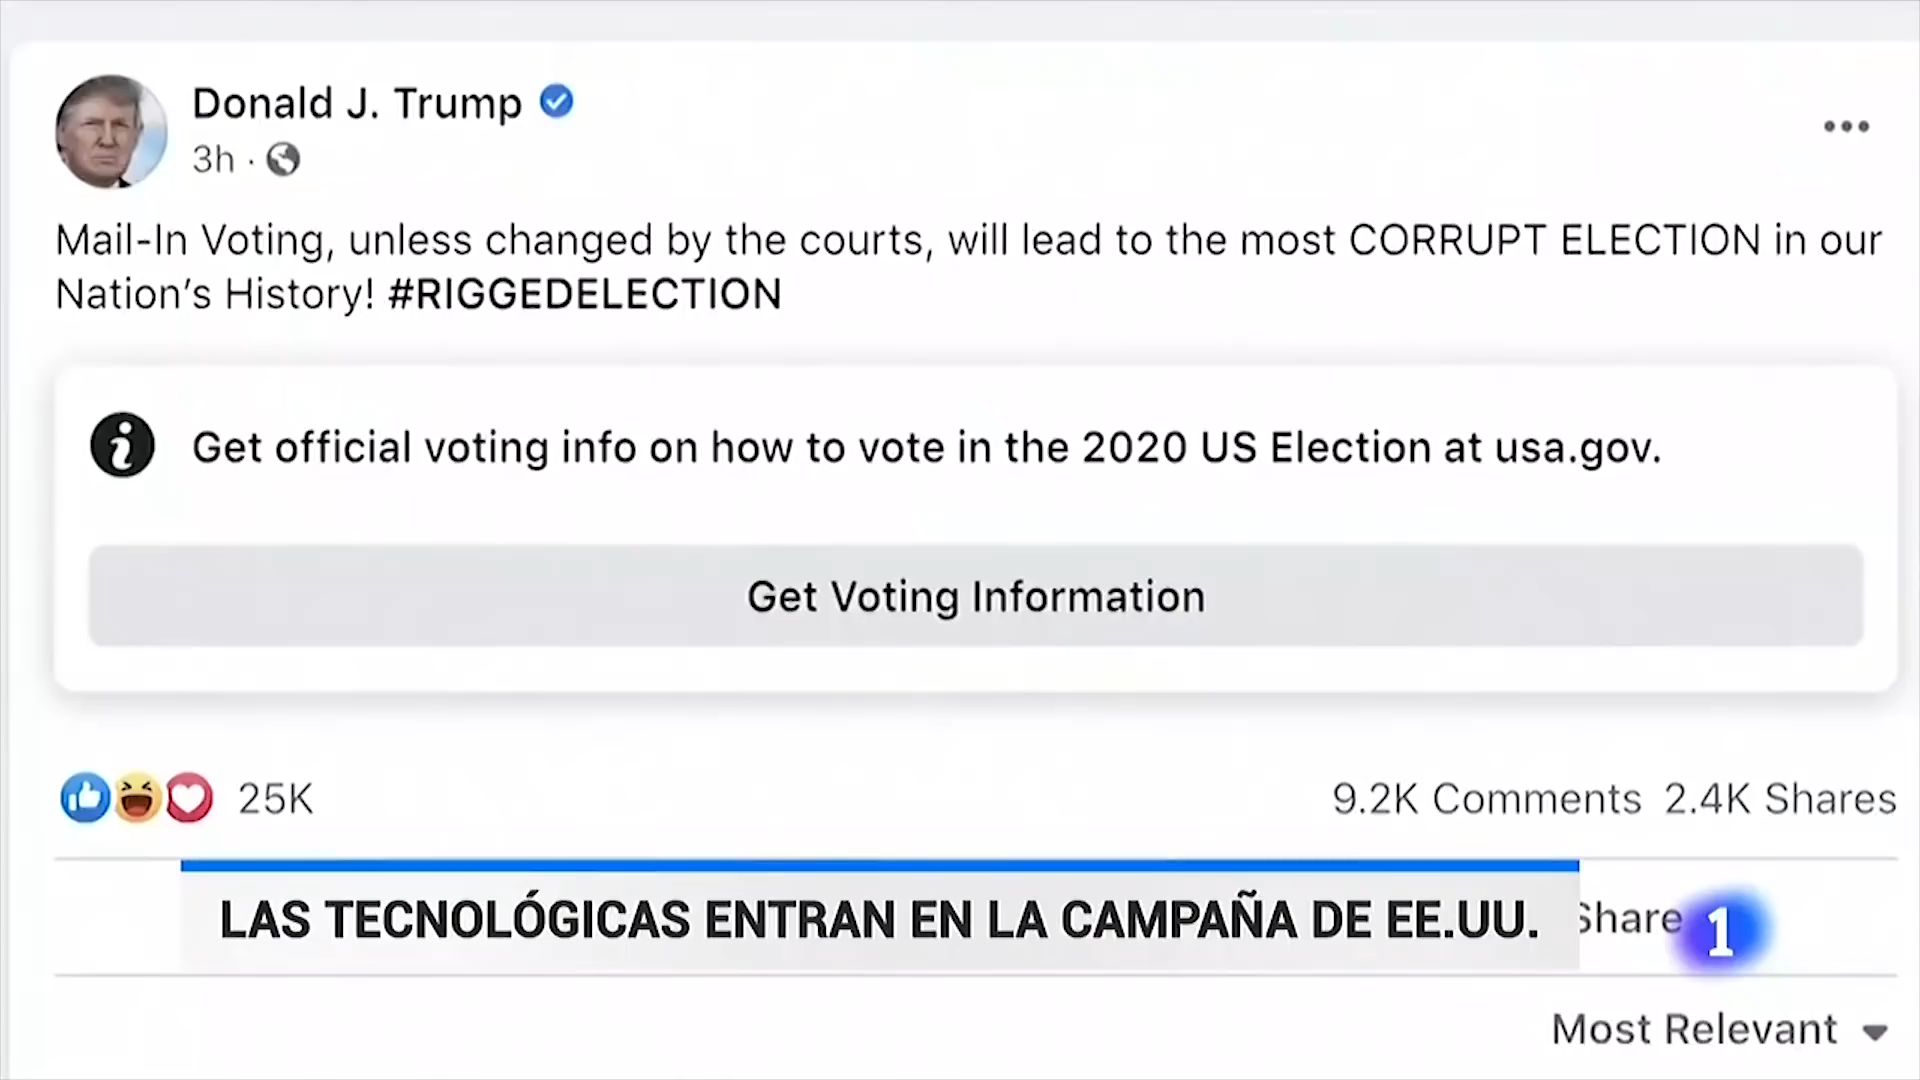 Donald J. Trump
3h ·
Mail-In Voting, unless changed by the courts, will lead to the most CORRUPT ELECTION in our
Nation’s History! #RIGGEDELECTION
Get official voting info on how to vote in the 2020 US Election at usa.gov.
Get Voting Information
25K
9.2K Comments 2.4K Shares
LAS TECNOLÓGICAS ENTRAN EN LA CAMPAÑA DE EE.UU.
Share
1
Most Relevant